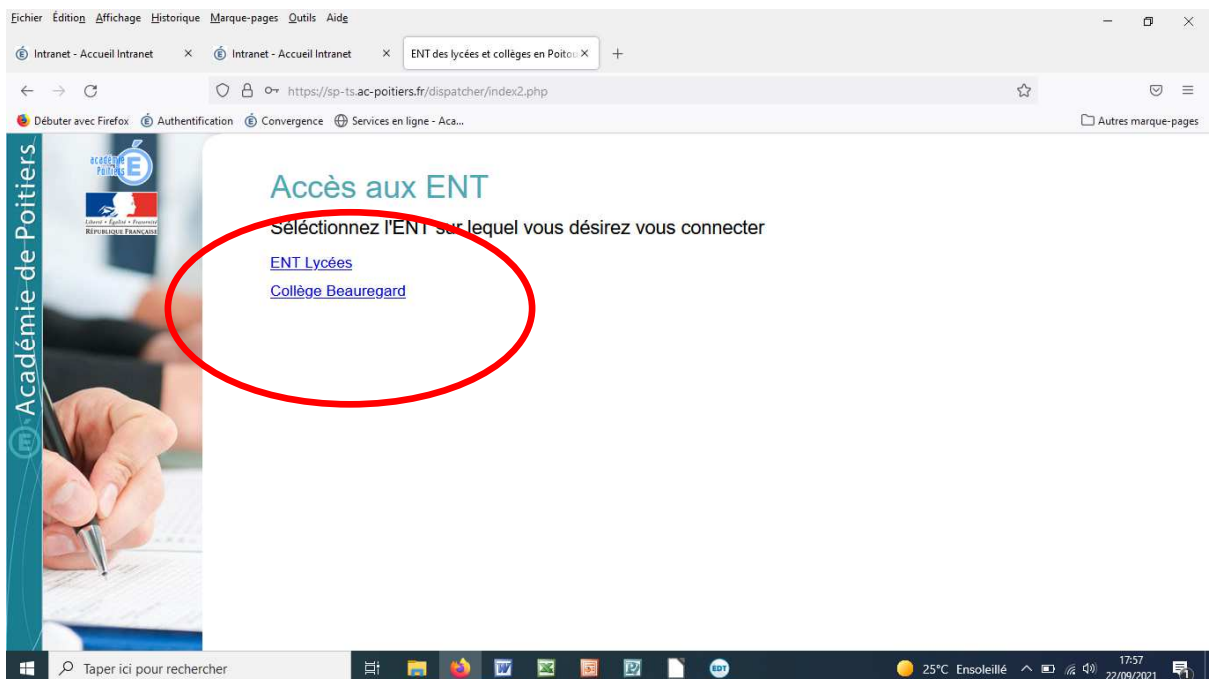 Fichier Édition Affichage Historique Marque-pages Outils Aide
Intranet - Accueil Intranet Intranet - Accueil Intranet ENT des lycées et collèges en Poitou
https://sp-ts.ac-poitiers.fr/dispatcher/index2.php
Débuter avec Firefox Authentification Convergence Services en ligne - Aca... Autres marque-pages
Académie de Poitiers
académie
Poitiers
Liberté • Égalité • Fraternité
RÉPUBLIQUE FRANÇAISE
Accès aux ENT
Séléctionnez l'ENT sur lequel vous désirez vous connecter
ENT Lycées
Collège Beauregard
Taper ici pour rechercher
EDT
25°C Ensoleillé
17:57
22/09/2021
1